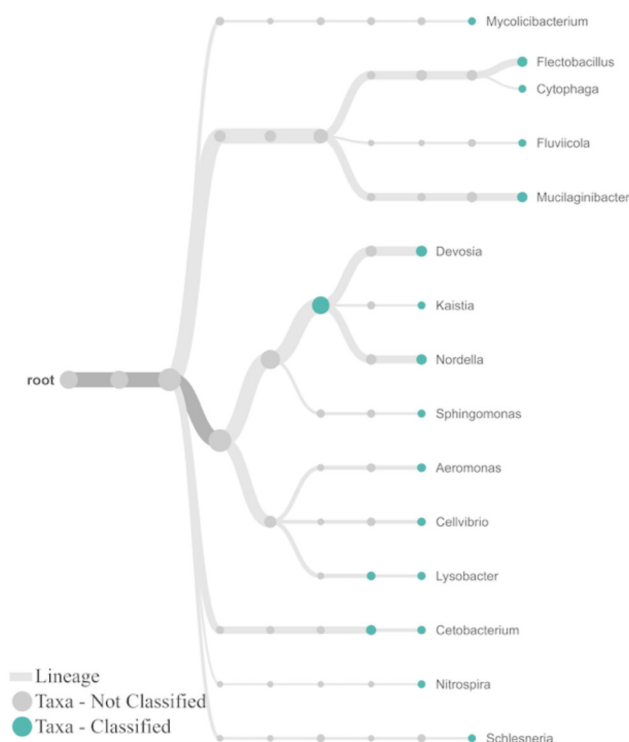 Mycolicibacterium
Flectobacillus
Cytophaga
Fluviicola
Mucilaginibacter
Devosia
Kaistia
root
Nordella
Sphingomonas
Aeromonas
Cellvibrio
Lysobacter
Cetobacterium
Nitrospira
Schlesneria
Lineage
Taxa - Not Classified
Taxa - Classified